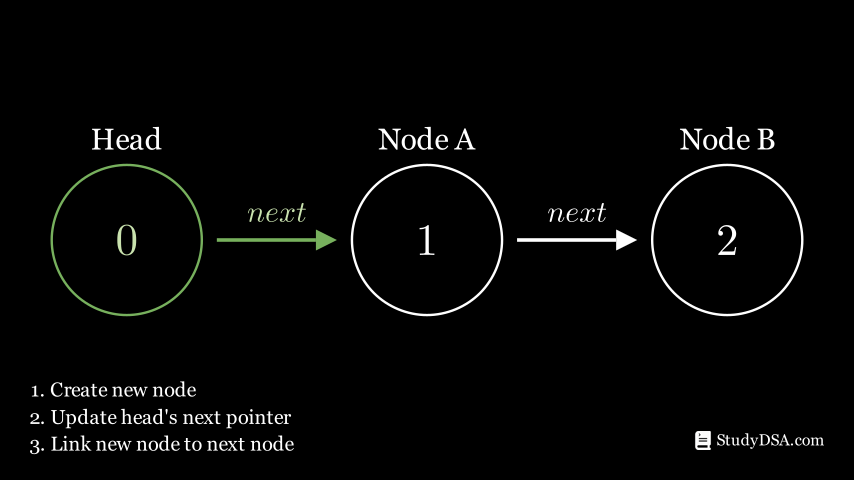 Head
Node A
Node B
next
next
0
1
2
1. Create new node
2. Update head's next pointer
3. Link new node to next node
StudyDSA.com